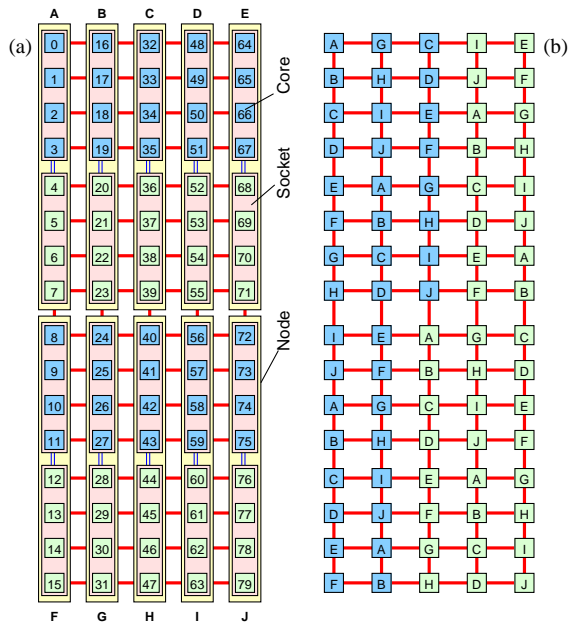 (a)
A B C D E
0 16 32 48 64
1 17 33 49 65
2 18 34 50 66
3 19 35 51 67
4 20 36 52 68
5 21 37 53 69
6 22 38 54 70
7 23 39 55 71
8 24 40 56 72
9 25 41 57 73
10 26 42 58 74
11 27 43 59 75
12 28 44 60 76
13 29 45 61 77
14 30 46 62 78
15 31 47 63 79
F G H I J
Core
Socket
Node
(b)
A G C I E
B H D J F
C I E A G
D J F B H
E A G C I
F B H D J
G C I E A
H D J F B
I E A G C
J F B H D
A G C I E
B H D J F
C I E A G
D J F B H
E A G C I
F B H D J